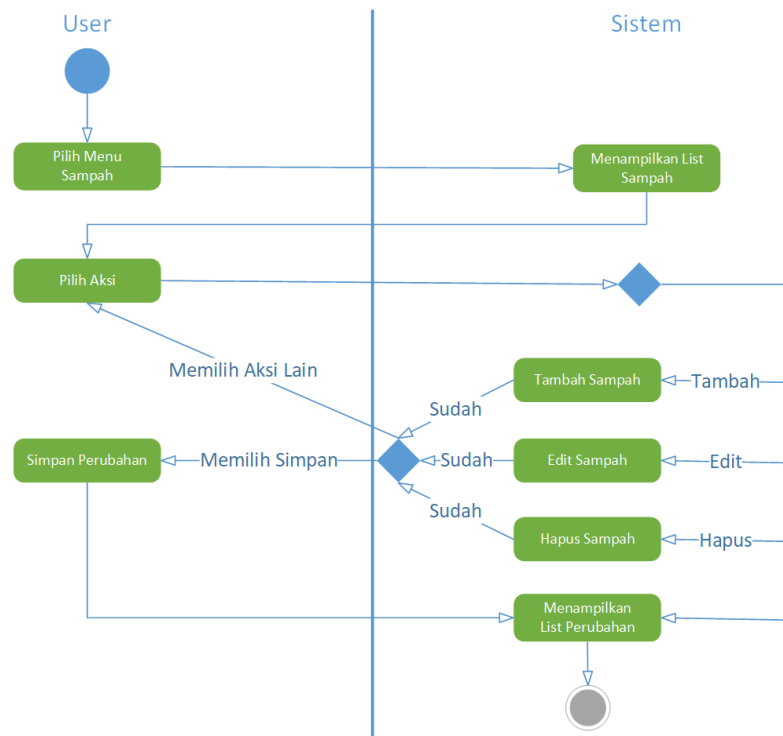 User
Sistem
Pilih Menu
Sampah
Menampilkan List
Sampah
Pilih Aksi
Memilih Aksi Lain
Tambah Sampah
Tambah
Sudah
Simpan Perubahan
Memilih Simpan
Sudah
Edit Sampah
Edit
Sudah
Hapus Sampah
Hapus
Menampilkan
List Perubahan